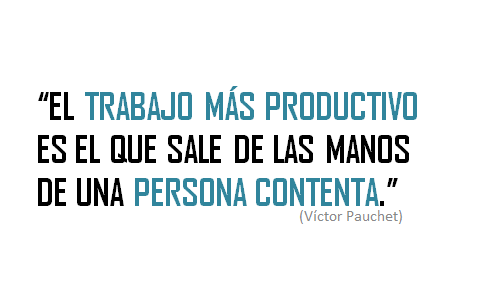 “EL TRABAJO MÁS PRODUCTIVO
ES EL QUE SALE DE LAS MANOS
DE UNA PERSONA CONTENTA.”
(Víctor Pauchet)